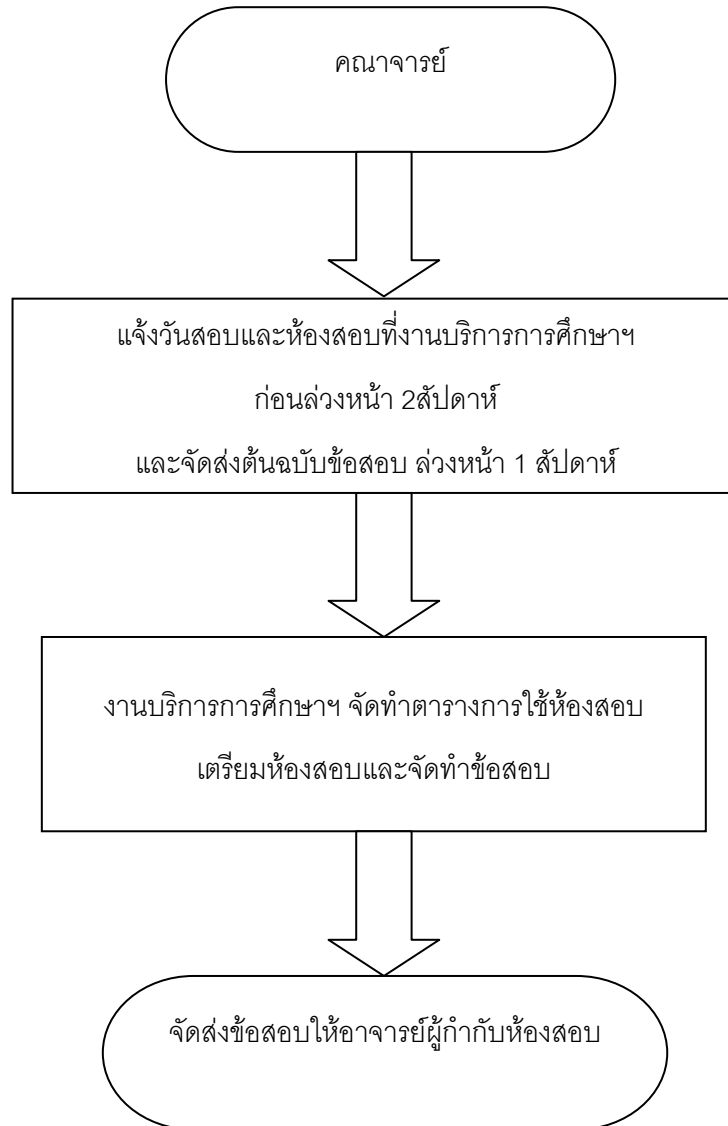 คณาจารย์
แจ้งวันสอบและห้องสอบที่งานบริการการศึกษาฯ
ก่อนล่วงหน้า 2สัปดาห์
และจัดส่งต้นฉบับข้อสอบ ล่วงหน้า 1 สัปดาห์
งานบริการการศึกษาฯ จัดทำตารางการใช้ห้องสอบ
เตรียมห้องสอบและจัดทำข้อสอบ
จัดส่งข้อสอบให้อาจารย์ผู้กำกับห้องสอบ